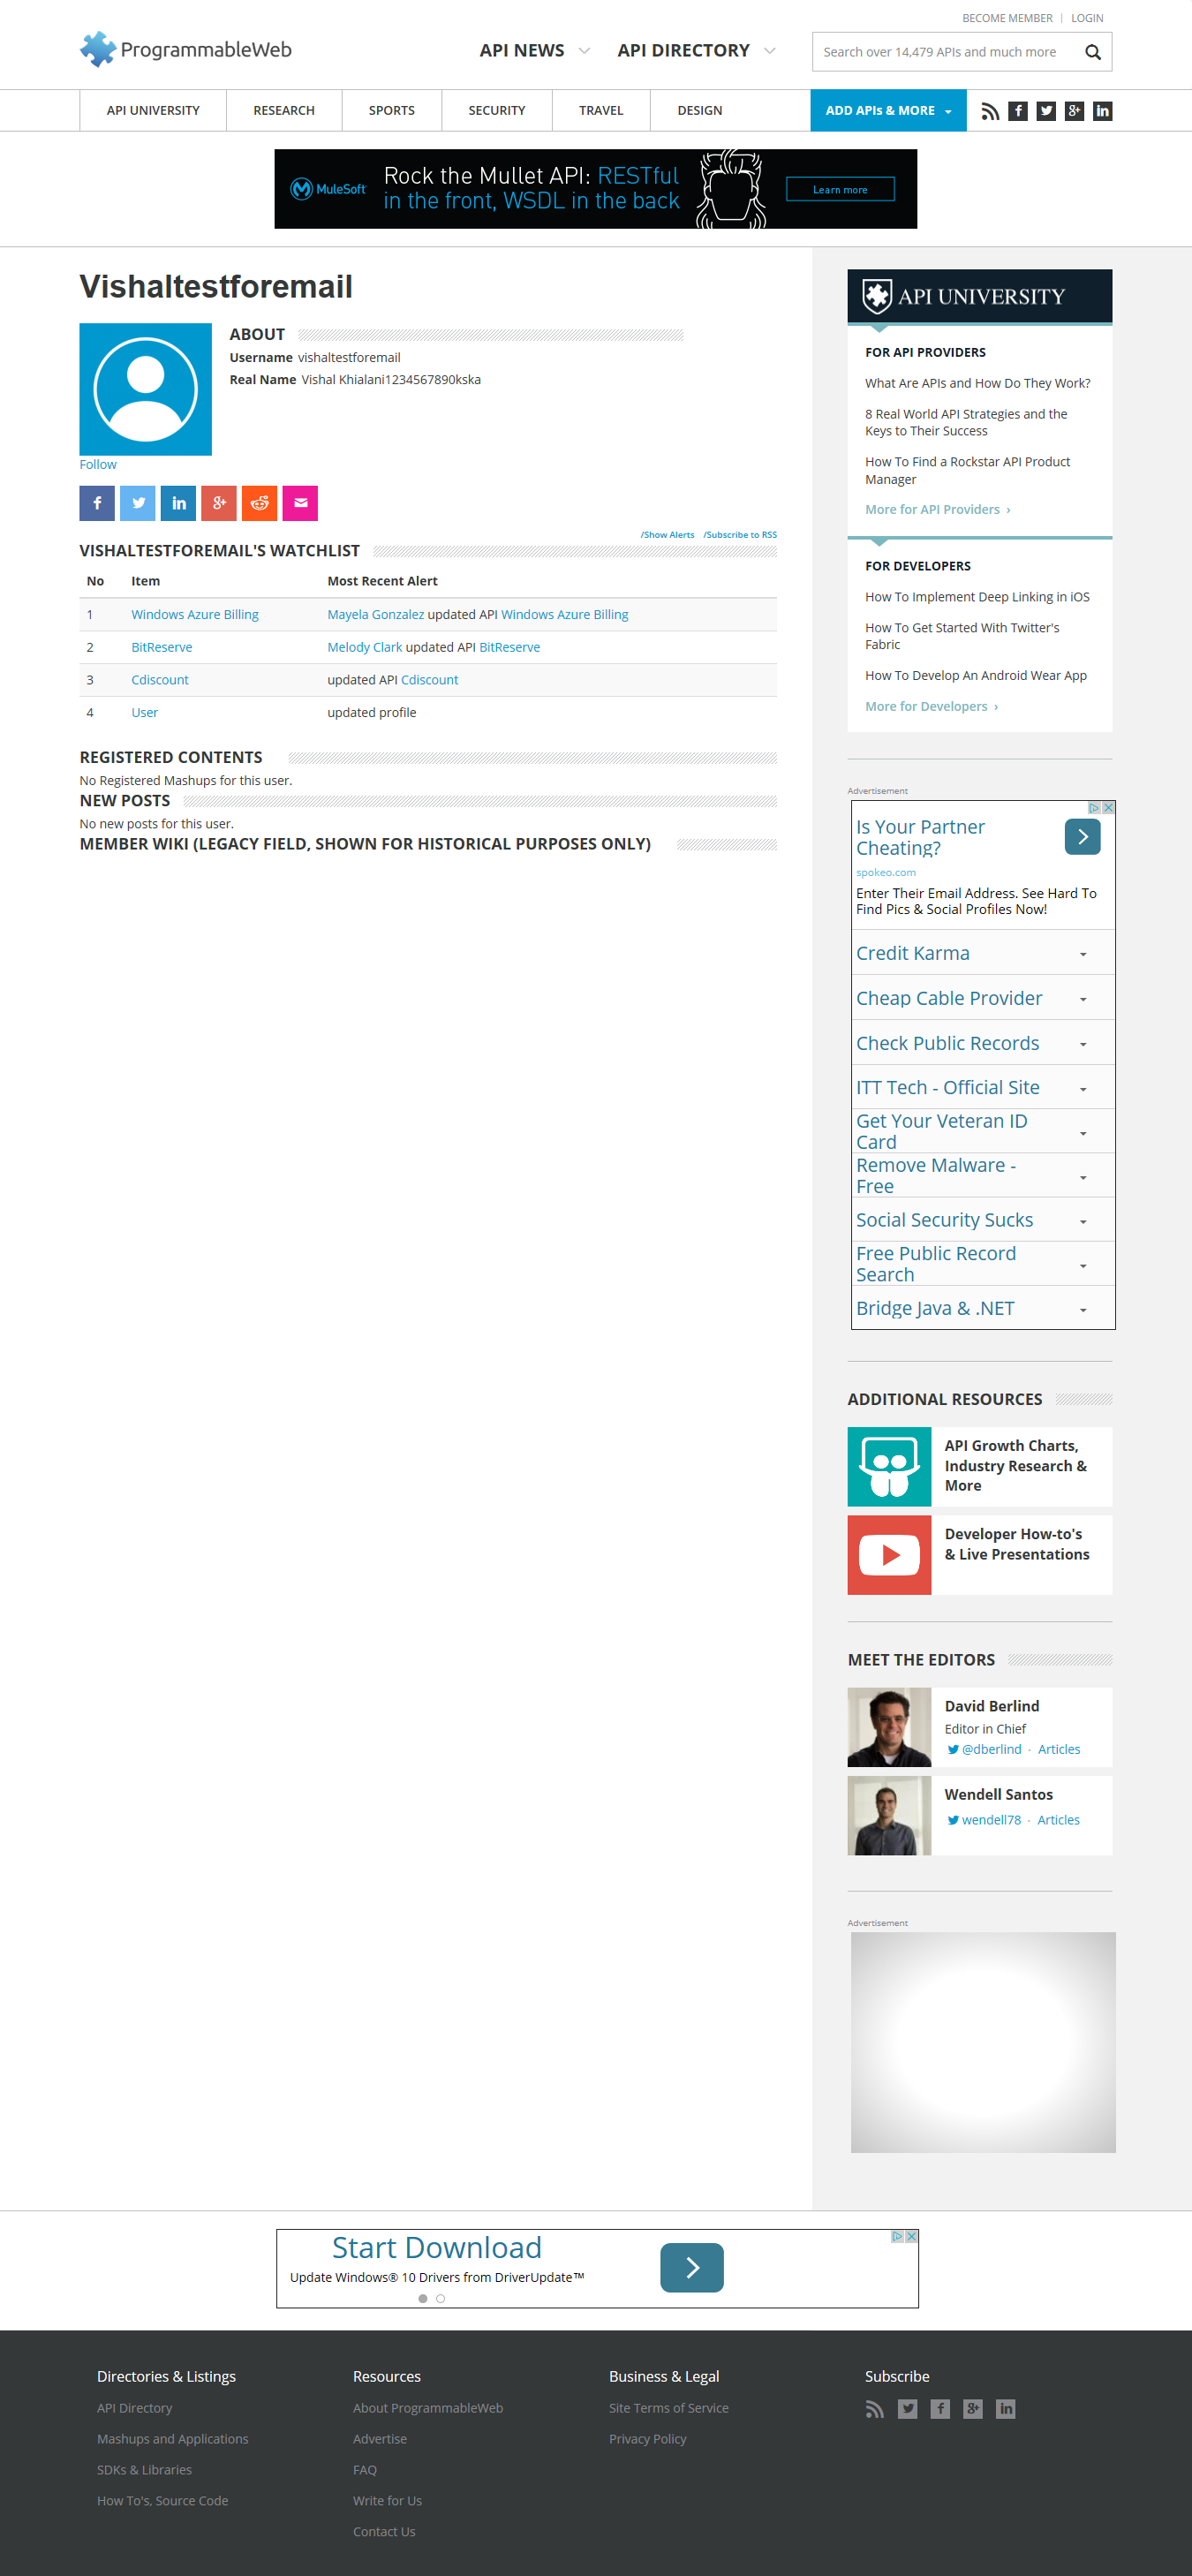 BECOME MEMBER | LOGIN
ProgrammableWeb
API NEWS
API DIRECTORY
Search over 14,479 APIs and much more
API UNIVERSITY
RESEARCH
SPORTS
SECURITY
TRAVEL
DESIGN
ADD APIs & MORE
MuleSoft
Rock the Mullet API: RESTful
in the front, WSDL in the back
Learn more
Vishaltestforemail
ABOUT
Username vishaltestforemail
Real Name Vishal Khialani1234567890kska
Follow
/Show Alerts /Subscribe to RSS
VISHALTESTFOREMAIL'S WATCHLIST
No Item Most Recent Alert
1 Windows Azure Billing Mayela Gonzalez updated API Windows Azure Billing
2 BitReserve Melody Clark updated API BitReserve
3 Cdiscount updated API Cdiscount
4 User updated profile
REGISTERED CONTENTS
No Registered Mashups for this user.
NEW POSTS
No new posts for this user.
MEMBER WIKI (LEGACY FIELD, SHOWN FOR HISTORICAL PURPOSES ONLY)
API UNIVERSITY
FOR API PROVIDERS
What Are APIs and How Do They Work?
8 Real World API Strategies and the
Keys to Their Success
How To Find a Rockstar API Product
Manager
More for API Providers ›
FOR DEVELOPERS
How To Implement Deep Linking in iOS
How To Get Started With Twitter's
Fabric
How To Develop An Android Wear App
More for Developers ›
Advertisement
Is Your Partner
Cheating?
spokeo.com
Enter Their Email Address. See Hard To
Find Pics & Social Profiles Now!
Credit Karma
Cheap Cable Provider
Check Public Records
ITT Tech - Official Site
Get Your Veteran ID
Card
Remove Malware -
Free
Social Security Sucks
Free Public Record
Search
Bridge Java & .NET
ADDITIONAL RESOURCES
API Growth Charts,
Industry Research &
More
Developer How-to's
& Live Presentations
MEET THE EDITORS
David Berlind
Editor in Chief
@dberlind · Articles
Wendell Santos
wendell78 · Articles
Advertisement
Start Download
Update Windows® 10 Drivers from DriverUpdate™
Directories & Listings
API Directory
Mashups and Applications
SDKs & Libraries
How To's, Source Code
Resources
About ProgrammableWeb
Advertise
FAQ
Write for Us
Contact Us
Business & Legal
Site Terms of Service
Privacy Policy
Subscribe